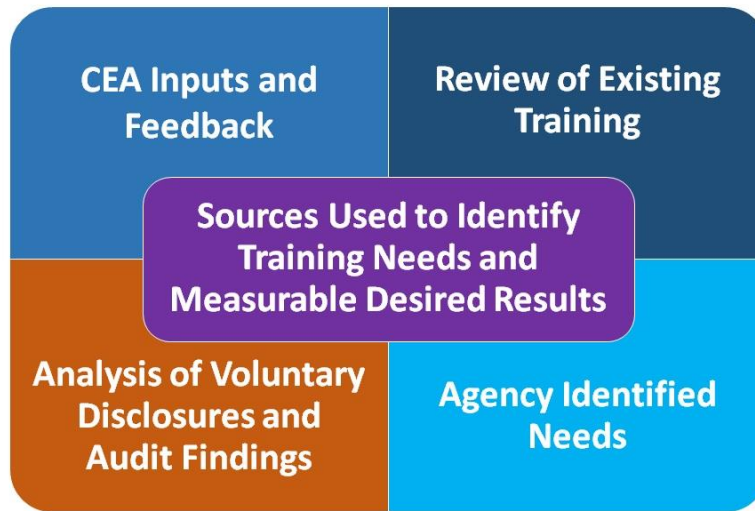 CEA Inputs and
Feedback
Review of Existing
Training
Sources Used to Identify
Training Needs and
Measurable Desired Results
Analysis of Voluntary
Disclosures and
Audit Findings
Agency Identified
Needs